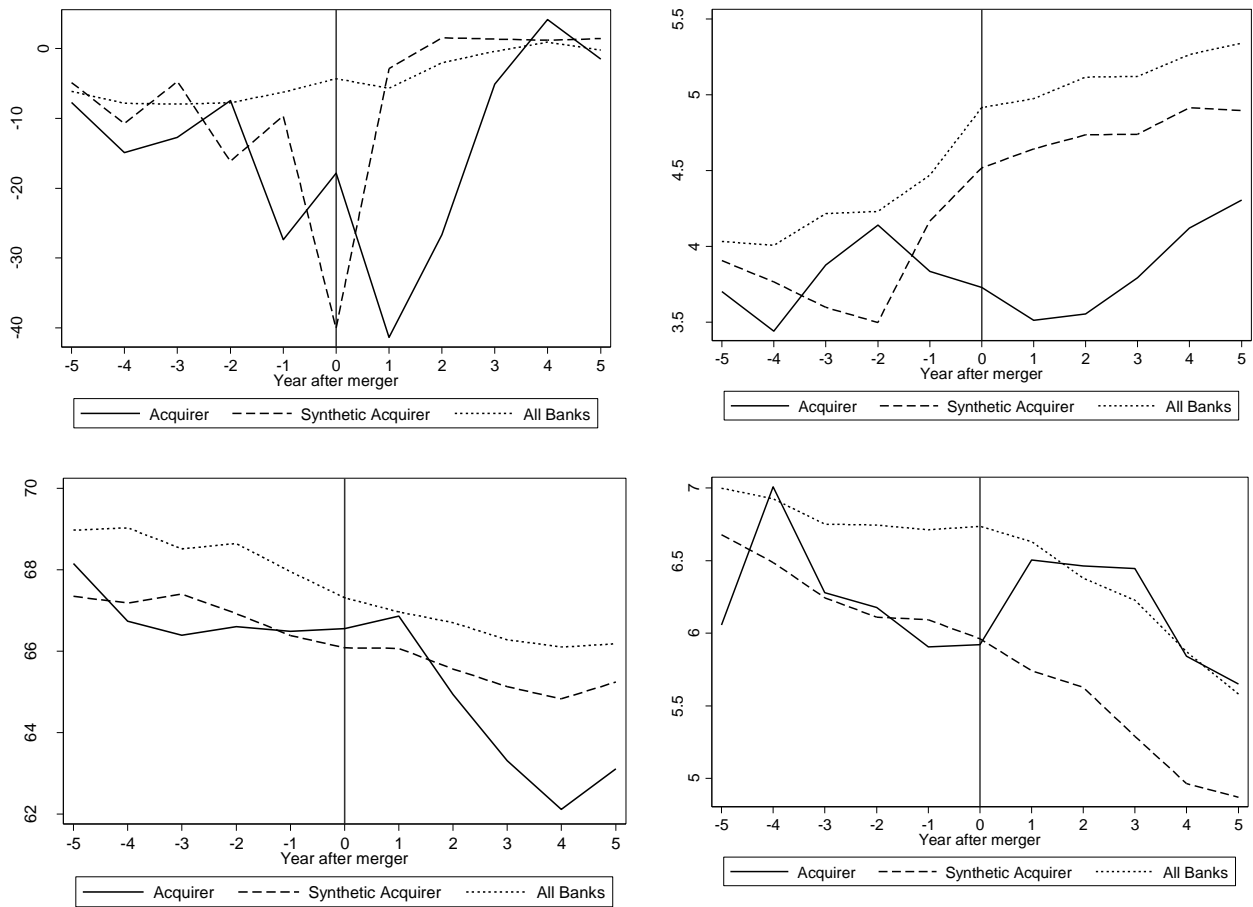 0
-10
-20
-30
-40
-5 -4 -3 -2 -1 0 1 2 3 4 5
Year after merger
Acquirer Synthetic Acquirer All Banks
5.5
5
4.5
4
3.5
-5 -4 -3 -2 -1 0 1 2 3 4 5
Year after merger
Acquirer Synthetic Acquirer All Banks
70
68
66
64
62
-5 -4 -3 -2 -1 0 1 2 3 4 5
Year after merger
Acquirer Synthetic Acquirer All Banks
7
6.5
6
5.5
5
-5 -4 -3 -2 -1 0 1 2 3 4 5
Year after merger
Acquirer Synthetic Acquirer All Banks